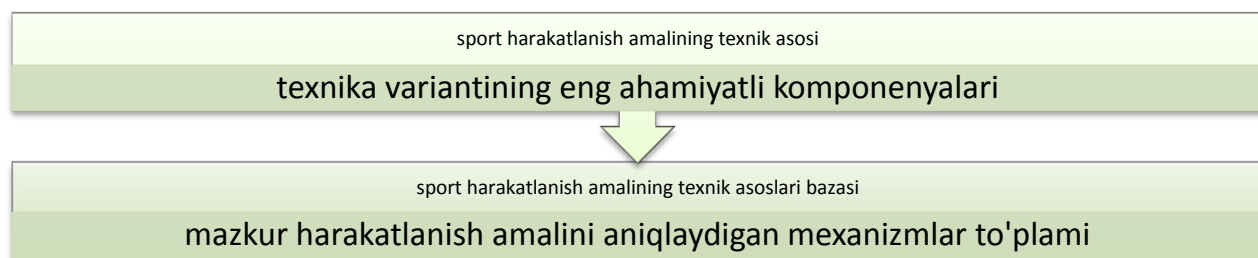 sport harakatlanish amalining texnik asosi
texnika variantining eng ahamiyatli komponenyalari
sport harakatlanish amalining texnik asoslari bazasi
mazkur harakatlanish amalini aniqlaydigan mexanizmlar to'plami